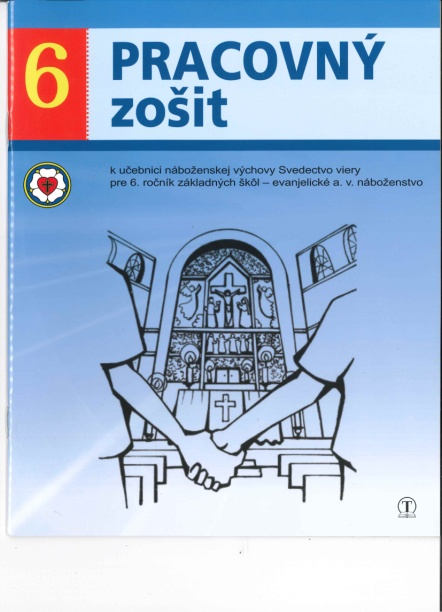 6
PRACOVNÝ
zošit
k učebnici náboženskej výchovy Svedectvo viery
pre 6. ročník základných škôl – evanjelické a. v. náboženstvo
T